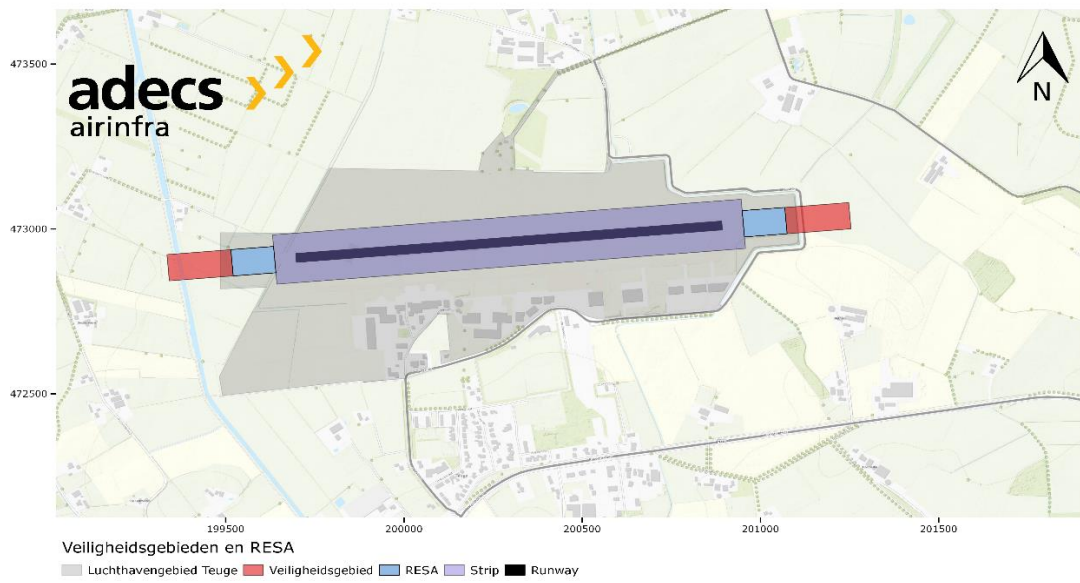 473500
adecs
airinfra
N
473000
472500
199500
200000
200500
201000
201500
Veiligheidsgebieden en RESA
Luchthavengebied Teuge Veiligheidsgebied RESA Strip Runway